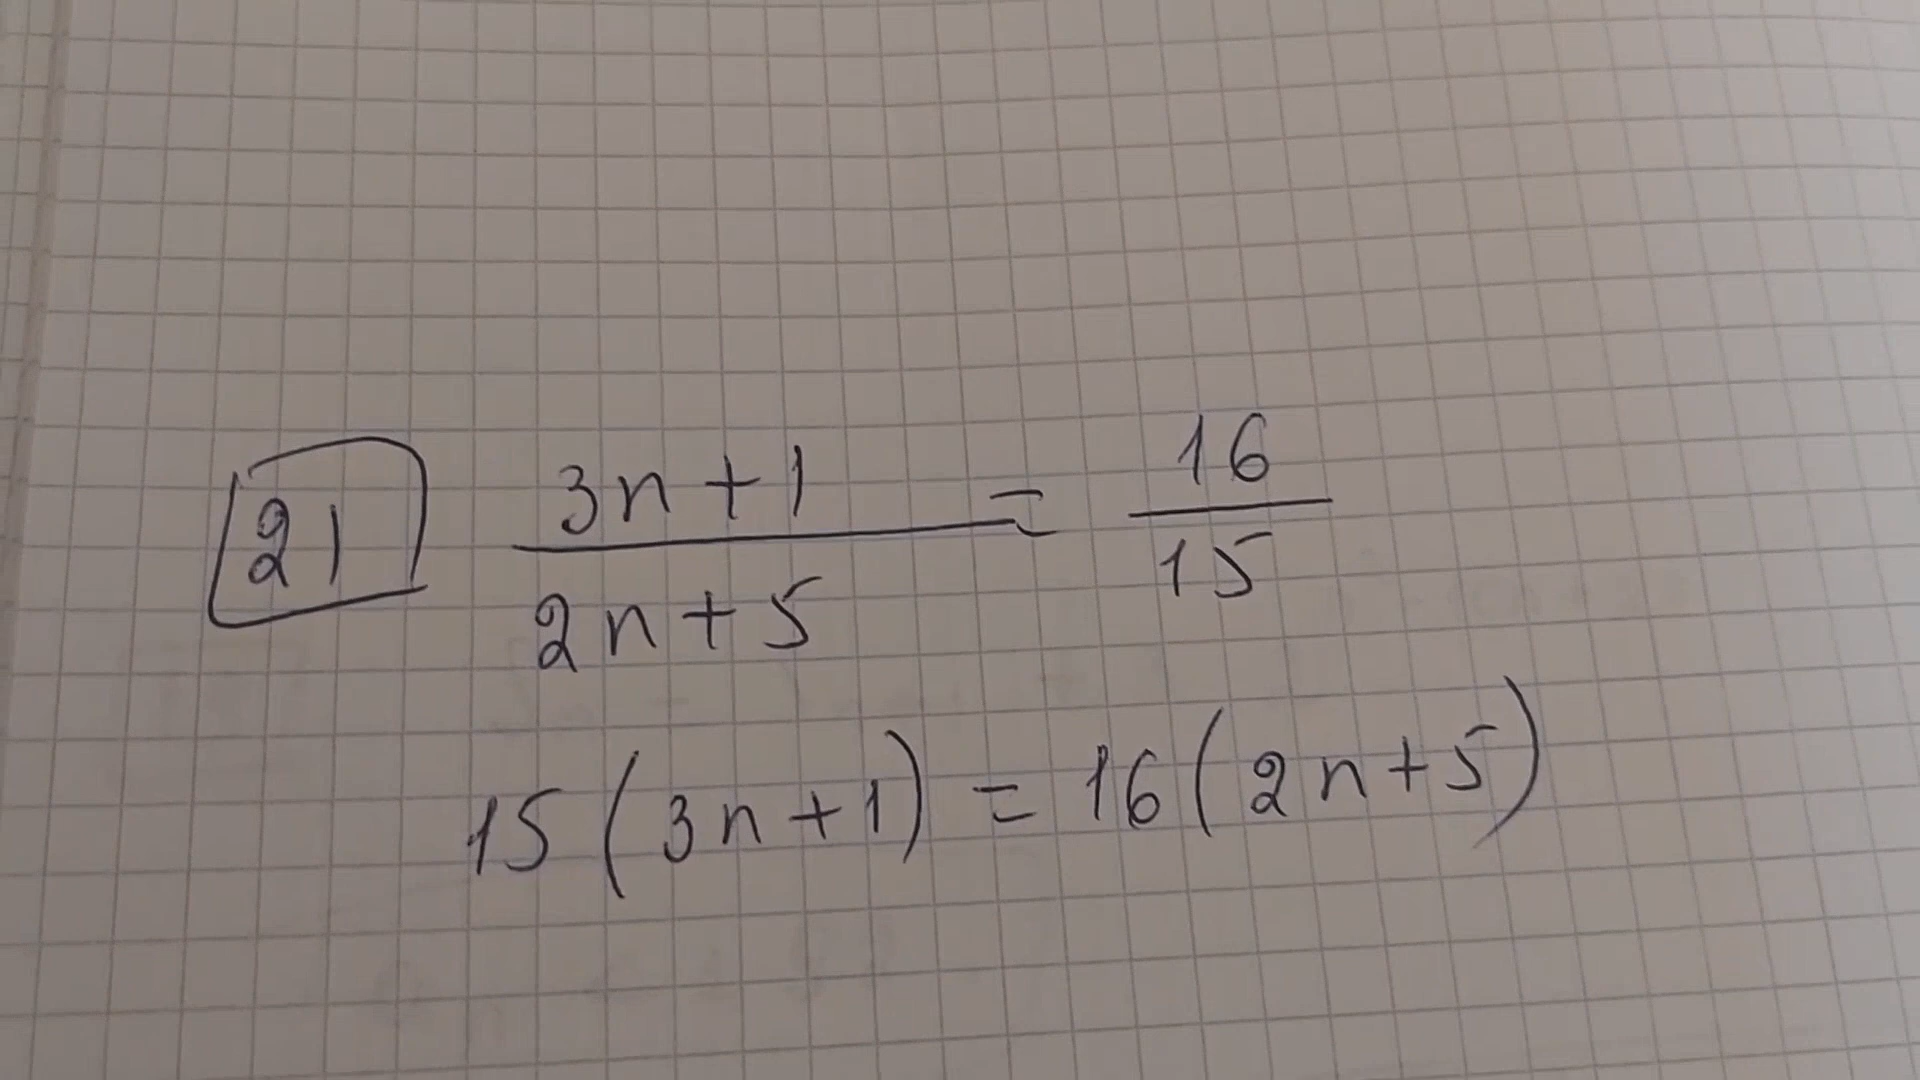 21 (3n+1)/(2n+5) = 16/15
15(3n+1) = 16(2n+5)